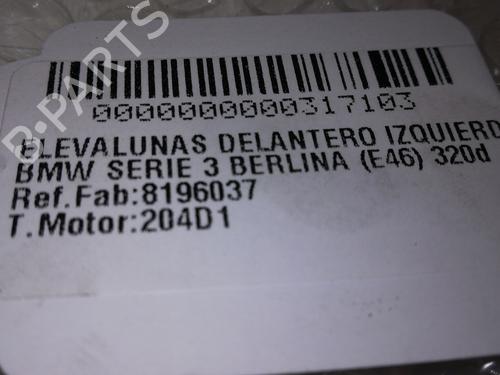 B-PARTS
0000000000317103
ELEVALUNAS DELANTERO IZQUIERD
BMW SERIE 3 BERLINA (E46) 320d
Ref.Fab:8196037
T.Motor:204D1